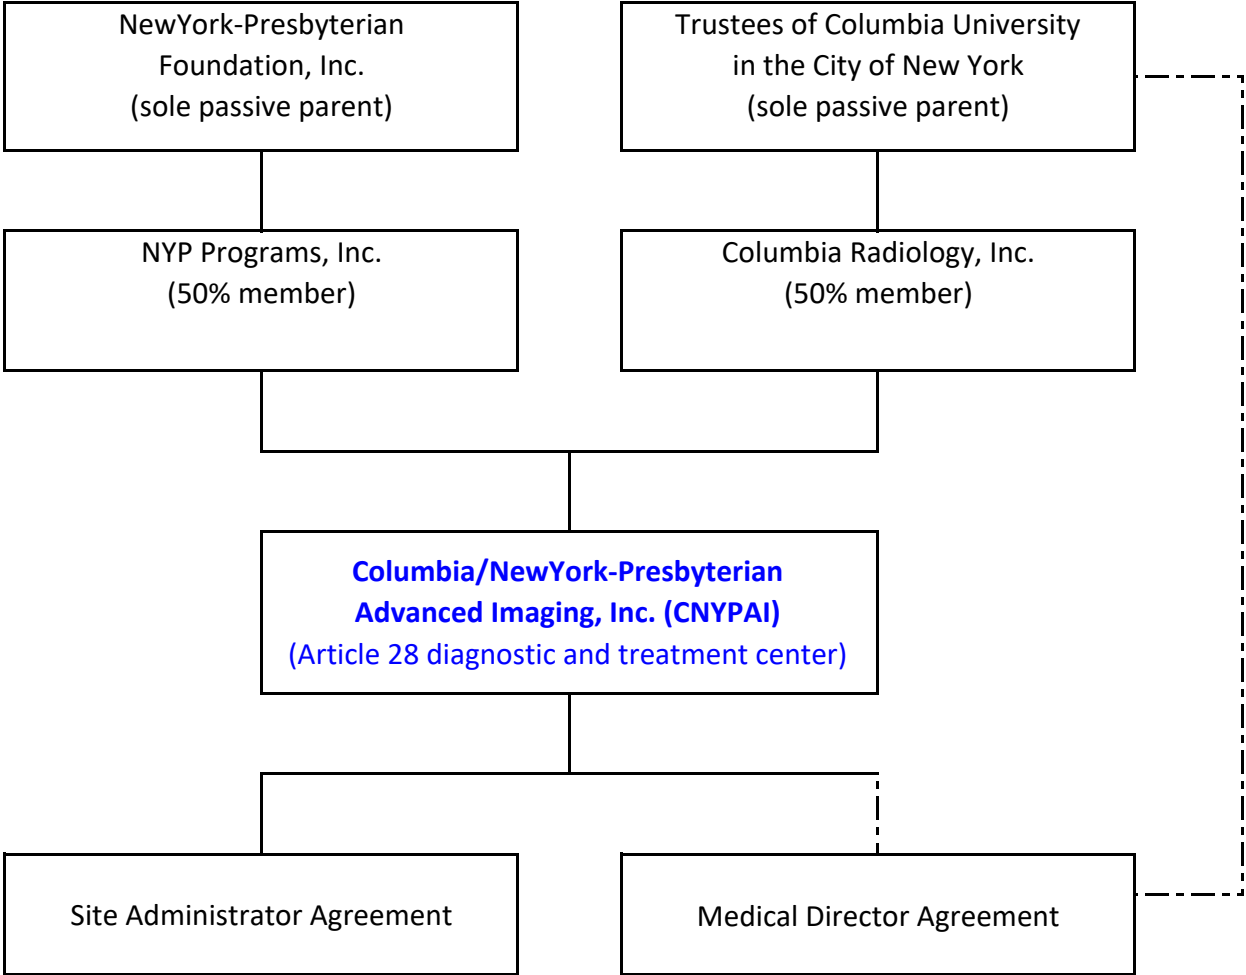 NewYork-Presbyterian
Foundation, Inc.
(sole passive parent)
Trustees of Columbia University
in the City of New York
(sole passive parent)
NYP Programs, Inc.
(50% member)
Columbia Radiology, Inc.
(50% member)
Columbia/NewYork-Presbyterian
Advanced Imaging, Inc. (CNYPAI)
(Article 28 diagnostic and treatment center)
Site Administrator Agreement
Medical Director Agreement